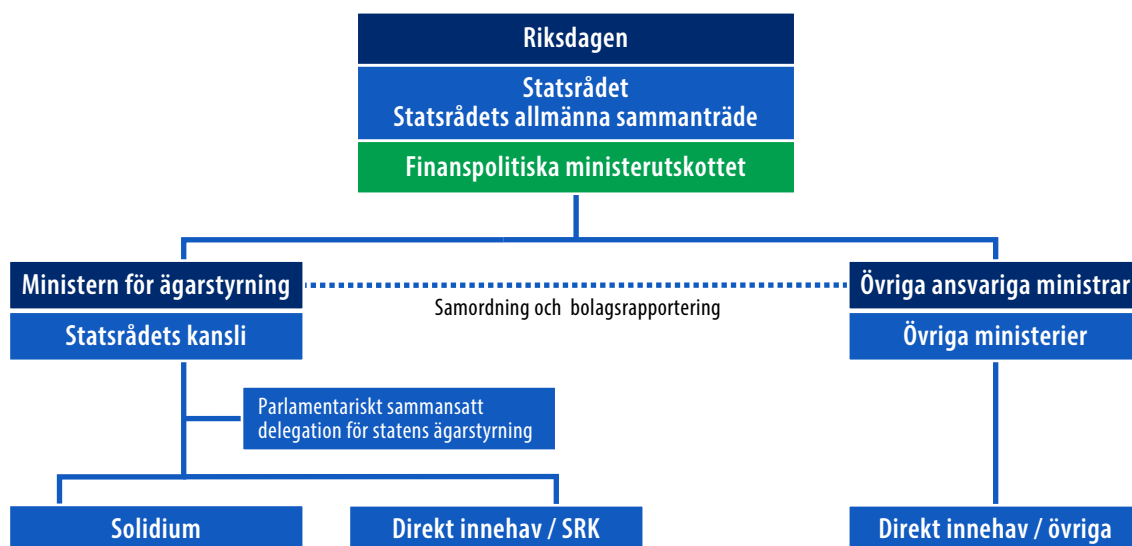 Riksdagen
Statsrådet
Statsrådets allmänna sammanträde
Finanspolitiska ministerutskottet
Ministern för ägarstyrning
Samordning och bolagsrapportering
Övriga ansvariga ministrar
Statsrådets kansli
Övriga ministerier
Parlamentariskt sammansatt
delegation för statens ägarstyrning
Solidium
Direkt innehav / SRK
Direkt innehav / övriga